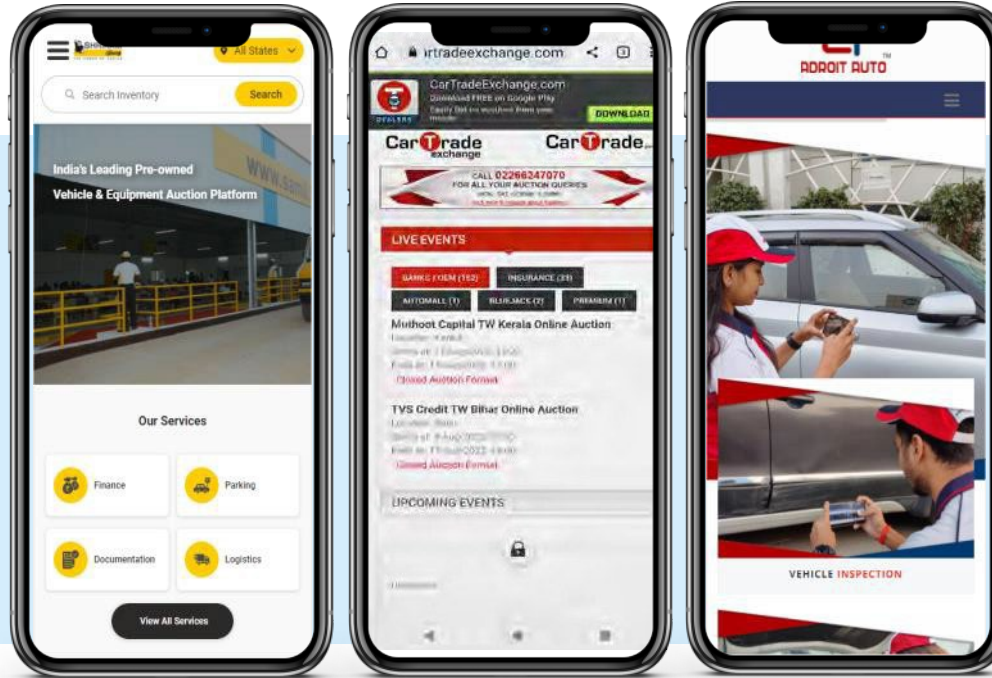 All States
Search Inventory
Search
India's Leading Pre-owned
Vehicle & Equipment Auction Platform
Our Services
Finance
Parking
Documentation
Logistics
View All Services
rtradeexchange.com
CarTradeExchange.com
Download FREE on Google Play
DEALERS
DOWNLOAD
CarTrade
exchange
CarTrade
CALL 02266247070
FOR ALL YOUR AUCTION QUERIES
LIVE EVENTS
INSURANCE
AUTOMALL (1)
BLUEJACK (2)
PREMIUM (1)
Muthoot Capital TW Kerala Online Auction
Closed Auction Format
TVS Credit TW Bihar Online Auction
Closed Auction Format
UPCOMING EVENTS
ADROIT AUTO
TM
VEHICLE INSPECTION